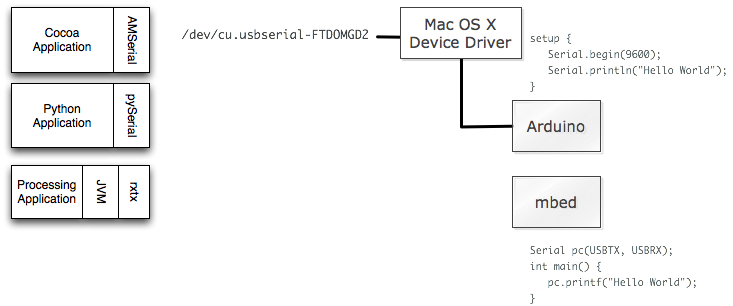 Cocoa
Application
AMSerial
Python
Application
pySerial
Processing
Application
JVM
rxtx
/dev/cu.usbserial-FTDOMGD2
Mac OS X
Device Driver
setup {
Serial.begin(9600);
Serial.println("Hello World");
}
Arduino
mbed
Serial pc(USBTX, USBRX);
int main() {
pc.printf("Hello World");
}